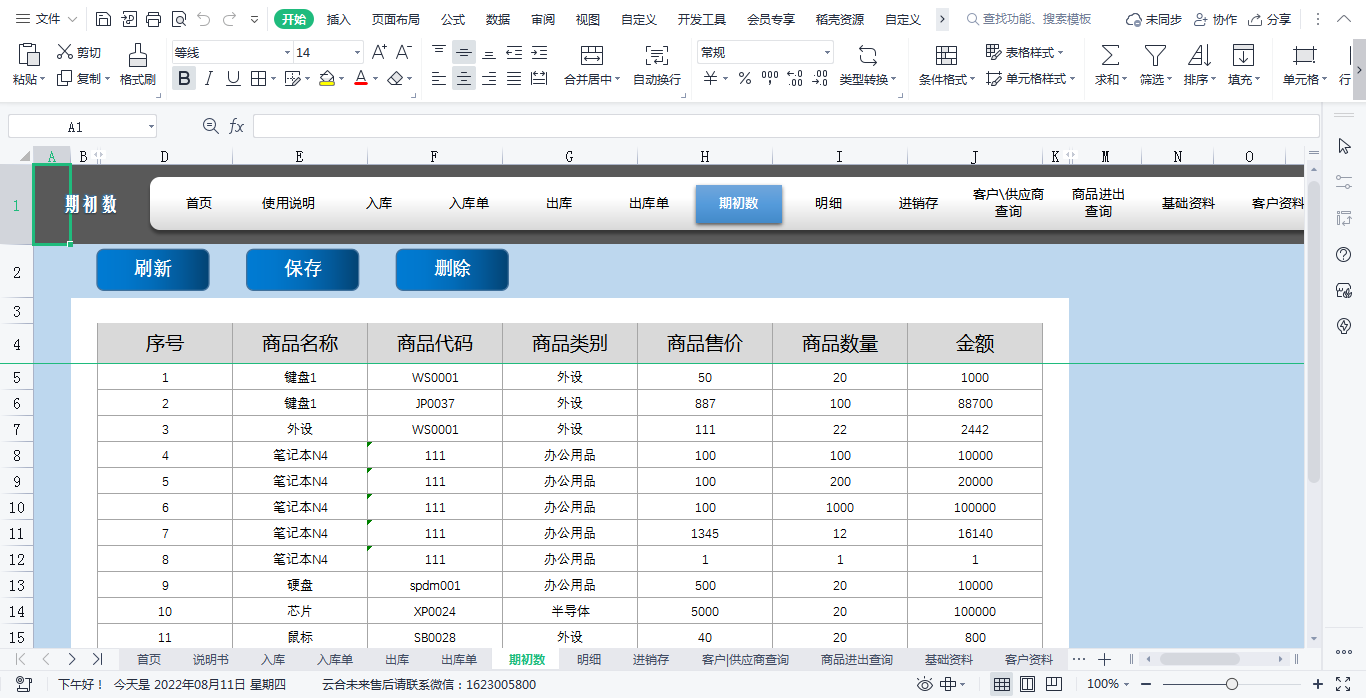 文件 开始 插入 页面布局 公式 数据 审阅 视图 自定义 开发工具 会员专享 稻壳资源 自定义 查找功能、搜索模板 未同步 协作 分享
粘贴 剪切 复制 格式刷 等线 14 A+ A- B I U A 合并居中 自动换行 常规 ¥ % 类型转换 条件格式 表格样式 单元格样式 求和 筛选 排序 填充 单元格 行
A1 fx
A B D E F G H I J K M N O
1 期初数 首页 使用说明 入库 入库单 出库 出库单 期初数 明细 进销存 客户\供应商查询 商品进出查询 基础资料 客户资料
2 刷新 保存 删除
3
4 序号 商品名称 商品代码 商品类别 商品售价 商品数量 金额
5 1 键盘1 WS0001 外设 50 20 1000
6 2 键盘1 JP0037 外设 887 100 88700
7 3 外设 WS0001 外设 111 22 2442
8 4 笔记本N4 111 办公用品 100 100 10000
9 5 笔记本N4 111 办公用品 100 200 20000
10 6 笔记本N4 111 办公用品 100 1000 100000
11 7 笔记本N4 111 办公用品 1345 12 16140
12 8 笔记本N4 111 办公用品 1 1 1
13 9 硬盘 spdm001 办公用品 500 20 10000
14 10 芯片 XP0024 半导体 5000 20 100000
15 11 鼠标 SB0028 外设 40 20 800
首页 说明书 入库 入库单 出库 出库单 期初数 明细 进销存 客户|供应商查询 商品进出查询 基础资料 客户资料
下午好！ 今天是 2022年08月11日 星期四 云合未来售后请联系微信：1623005800 100%